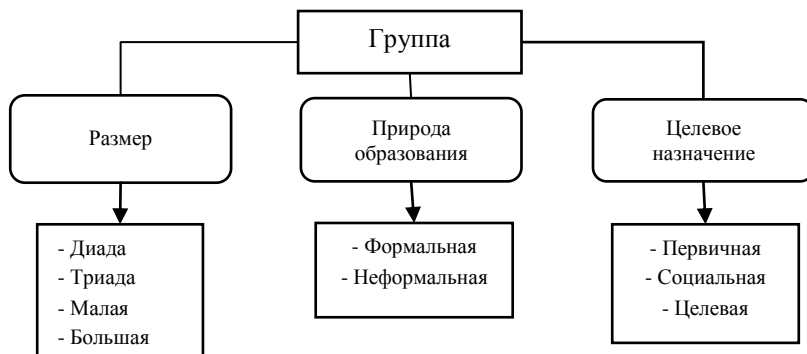 Группа
Размер
Природа
образования
Целевое
назначение
- Диада
- Триада
- Малая
- Большая
- Формальная
- Неформальная
- Первичная
- Социальная
- Целевая